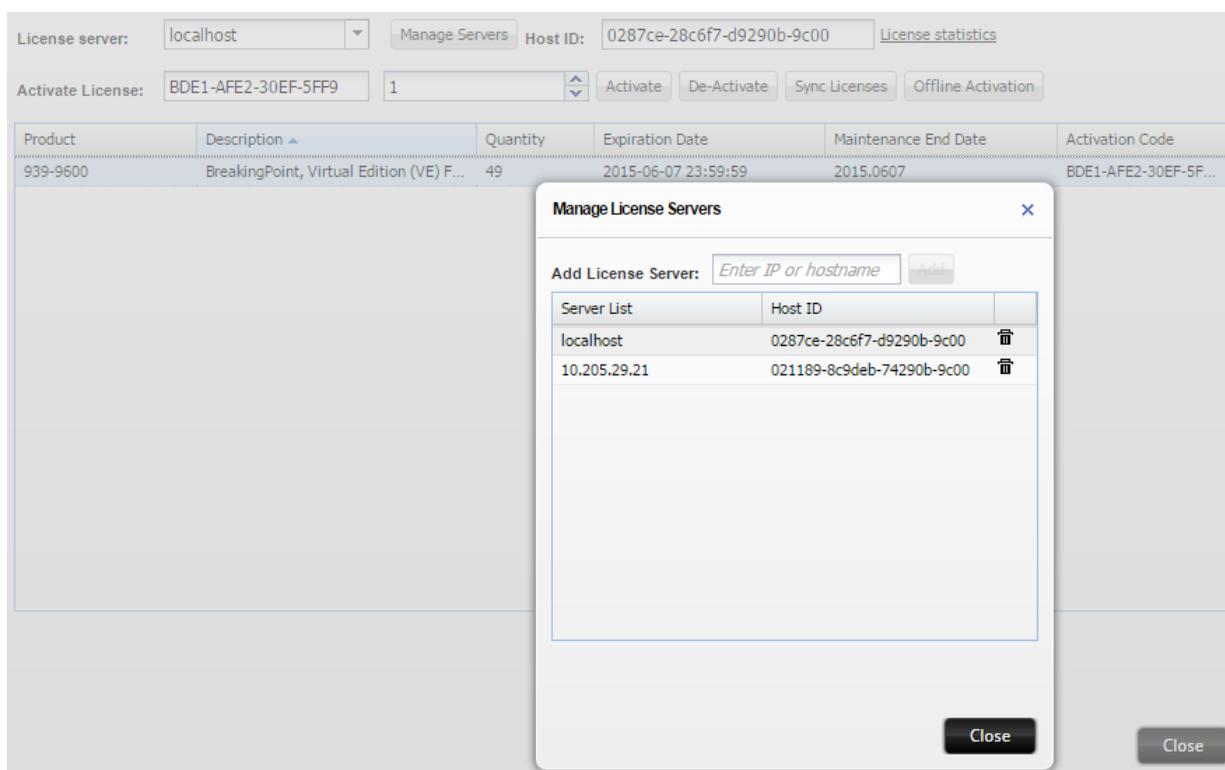 License server: localhost Manage Servers Host ID: 0287ce-28c6f7-d9290b-9c00 License statistics
Activate License: BDE1-AFE2-30EF-5FF9 1 Activate De-Activate Sync Licenses Offline Activation
Product Description Quantity Expiration Date Maintenance End Date Activation Code
939-9600 BreakingPoint, Virtual Edition (VE) F... 49 2015-06-07 23:59:59 2015.0607 BDE1-AFE2-30EF-5F...
Manage License Servers
Add License Server: Enter IP or hostname Add
Server List Host ID
localhost 0287ce-28c6f7-d9290b-9c00
10.205.29.21 021189-8c9deb-74290b-9c00
Close
Close